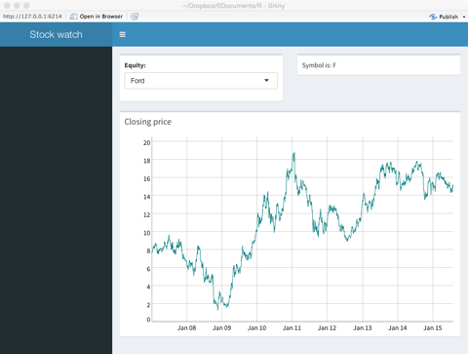 ~/Dropbox/0Documents/R - Shiny
http://127.0.0.1:6214 Open in Browser Publish
Stock watch
Equity:
Ford
Symbol is: F
Closing price
20
18
16
14
12
10
8
6
4
2
0
Jan 08 Jan 09 Jan 10 Jan 11 Jan 12 Jan 13 Jan 14 Jan 15